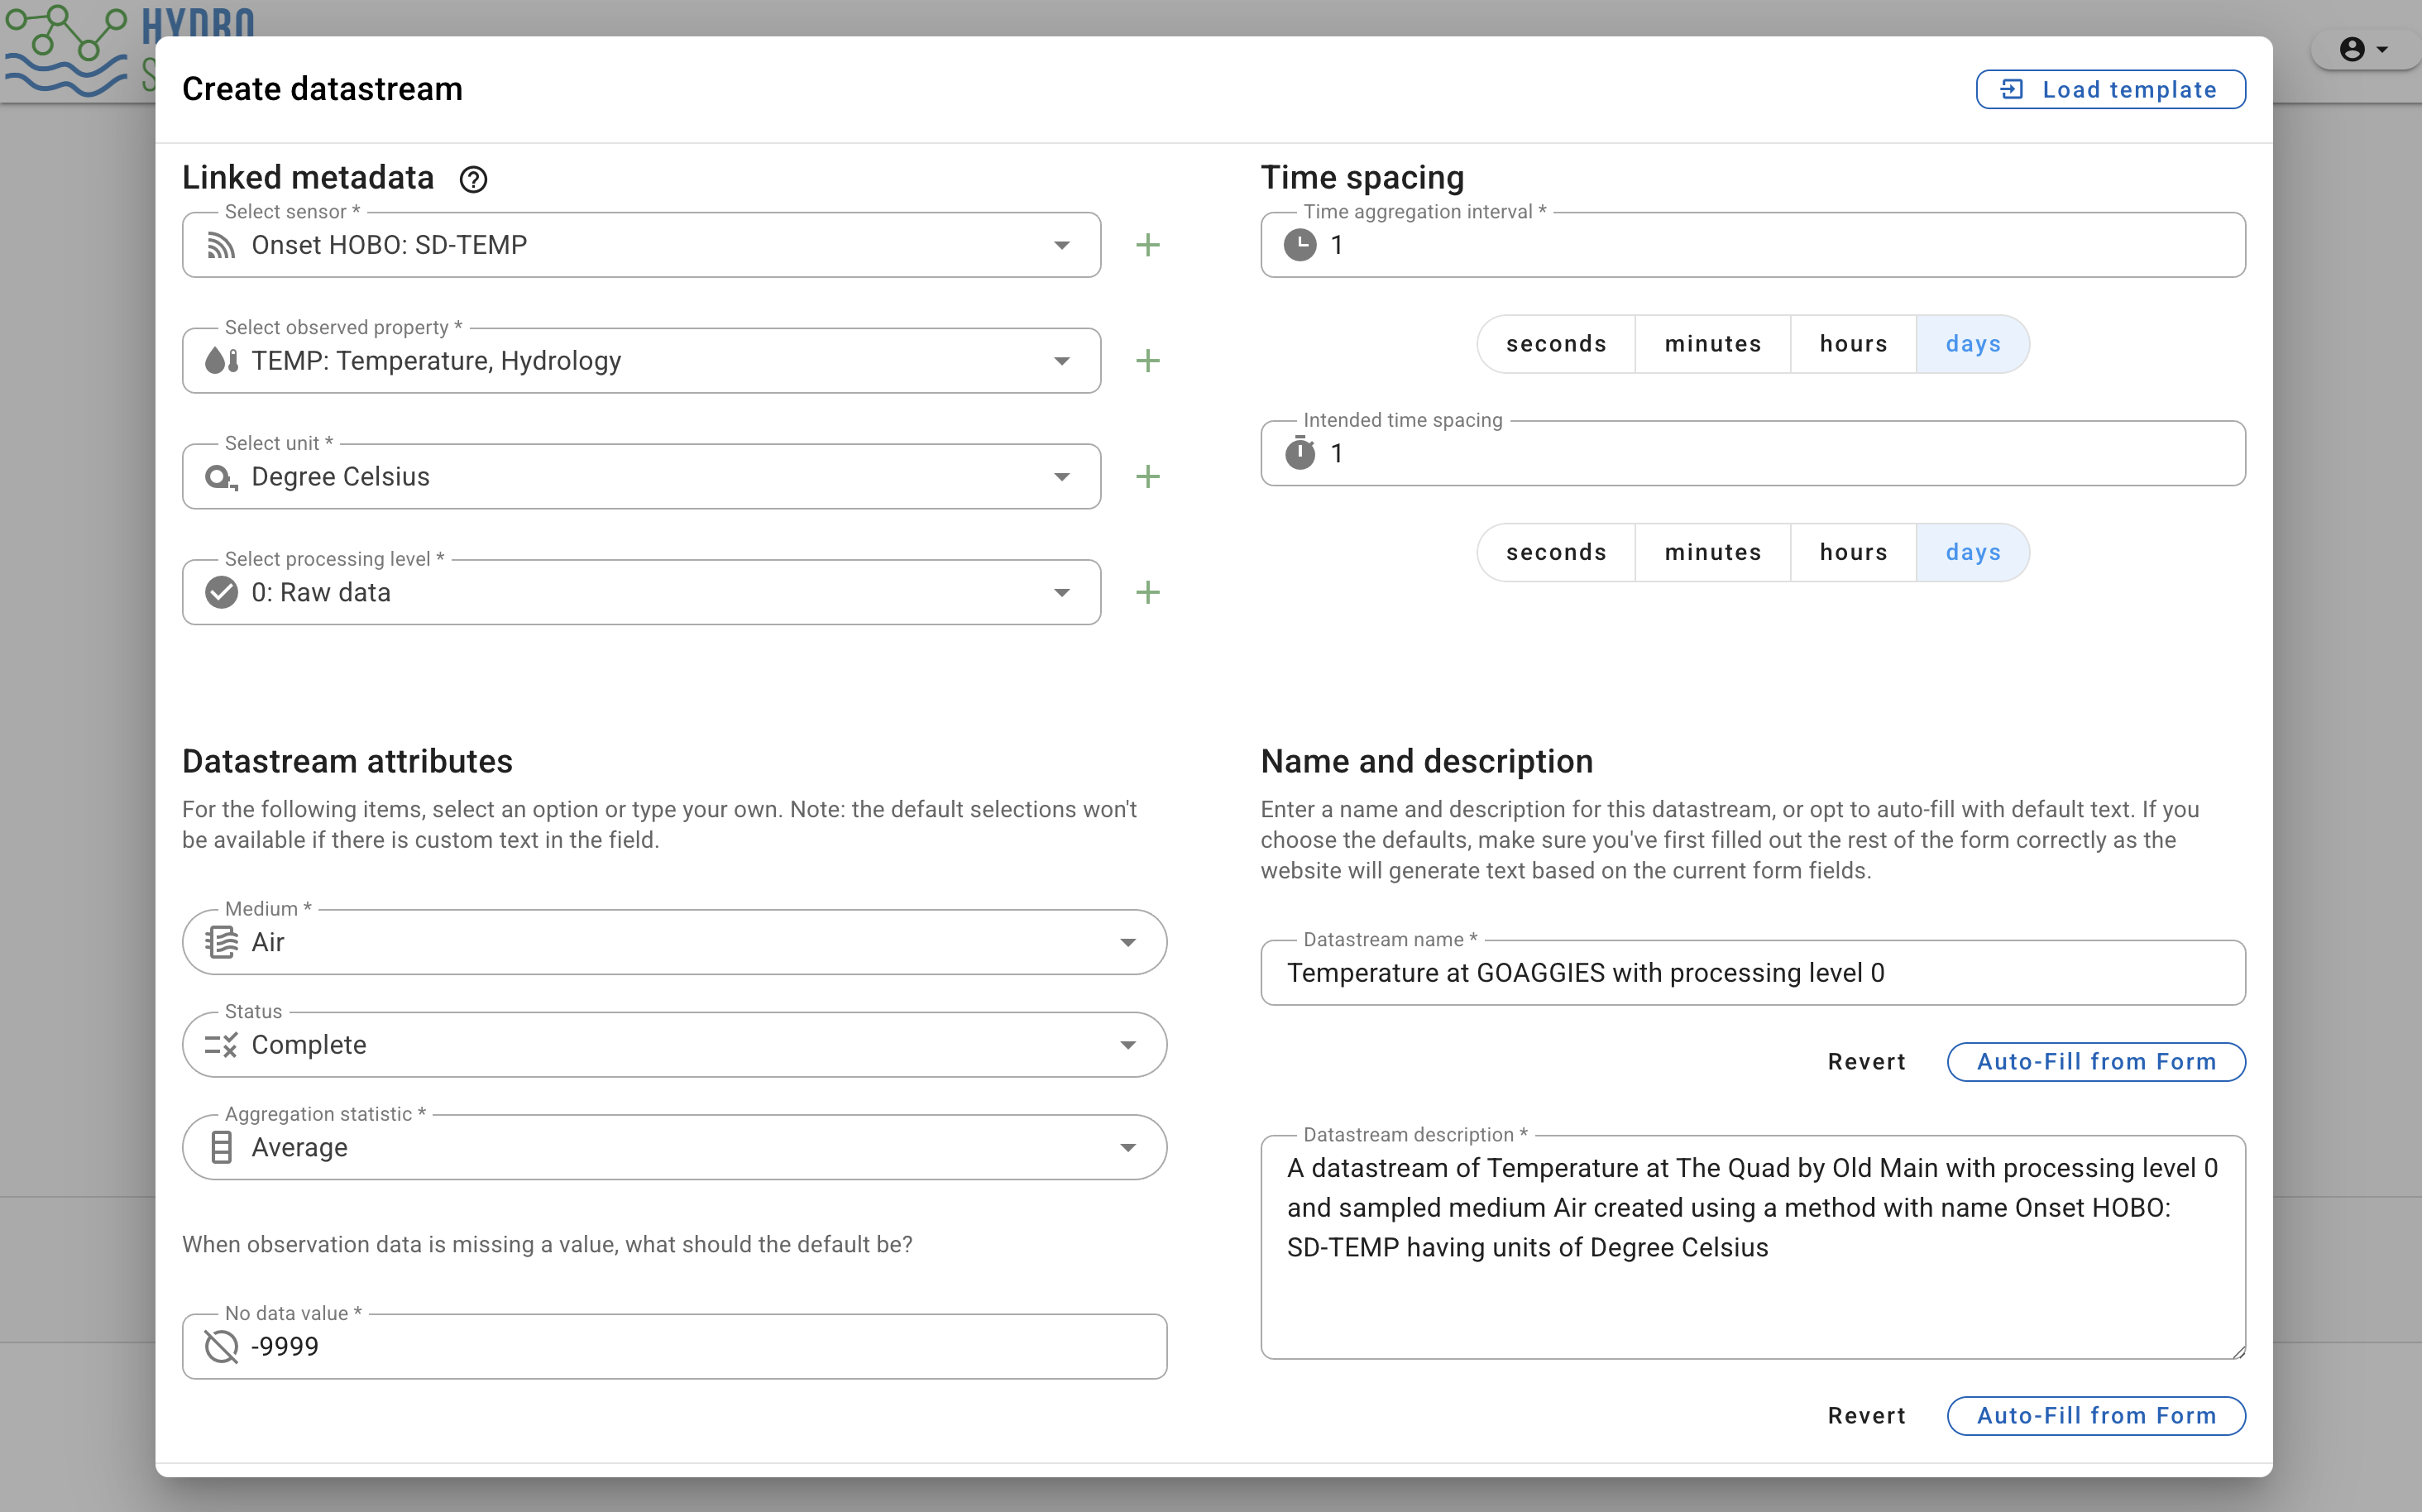 HYDRO
S
Create datastream
Load template
Linked metadata
Select sensor *
Onset HOBO: SD-TEMP
Select observed property *
TEMP: Temperature, Hydrology
Select unit *
Degree Celsius
Select processing level *
0: Raw data
Time spacing
Time aggregation interval *
1
seconds minutes hours days
Intended time spacing
1
seconds minutes hours days
Datastream attributes
For the following items, select an option or type your own. Note: the default selections won't
be available if there is custom text in the field.
Medium *
Air
Status
Complete
Aggregation statistic *
Average
When observation data is missing a value, what should the default be?
No data value *
-9999
Name and description
Enter a name and description for this datastream, or opt to auto-fill with default text. If you
choose the defaults, make sure you've first filled out the rest of the form correctly as the
website will generate text based on the current form fields.
Datastream name *
Temperature at GOAGGIES with processing level 0
Revert Auto-Fill from Form
Datastream description *
A datastream of Temperature at The Quad by Old Main with processing level 0
and sampled medium Air created using a method with name Onset HOBO:
SD-TEMP having units of Degree Celsius
Revert Auto-Fill from Form